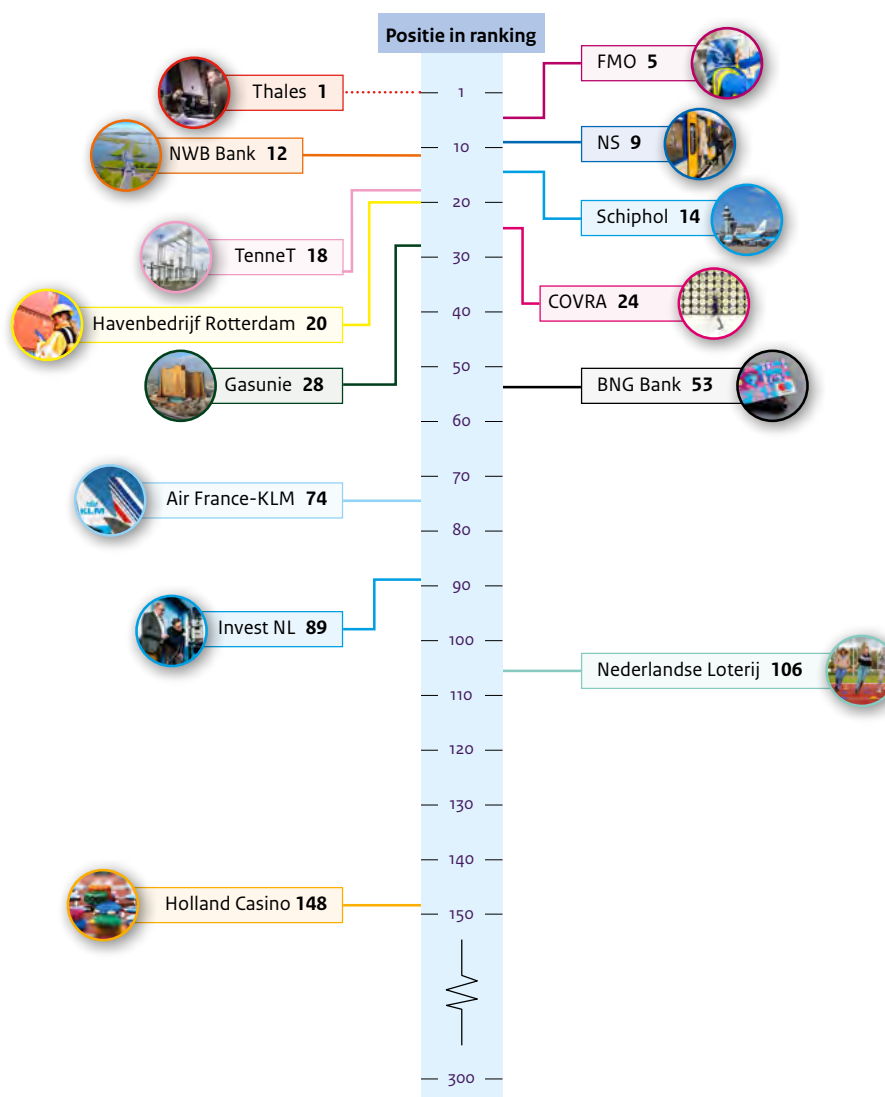 Positie in ranking
Thales 1
FMO 5
NS 9
NWB Bank 12
Schiphol 14
TenneT 18
COVRA 24
Havenbedrijf Rotterdam 20
Gasunie 28
BNG Bank 53
Air France-KLM 74
KLM
Invest NL 89
Nederlandse Loterij 106
Holland Casino 148
1
10
20
30
40
50
60
70
80
90
100
110
120
130
140
150
300